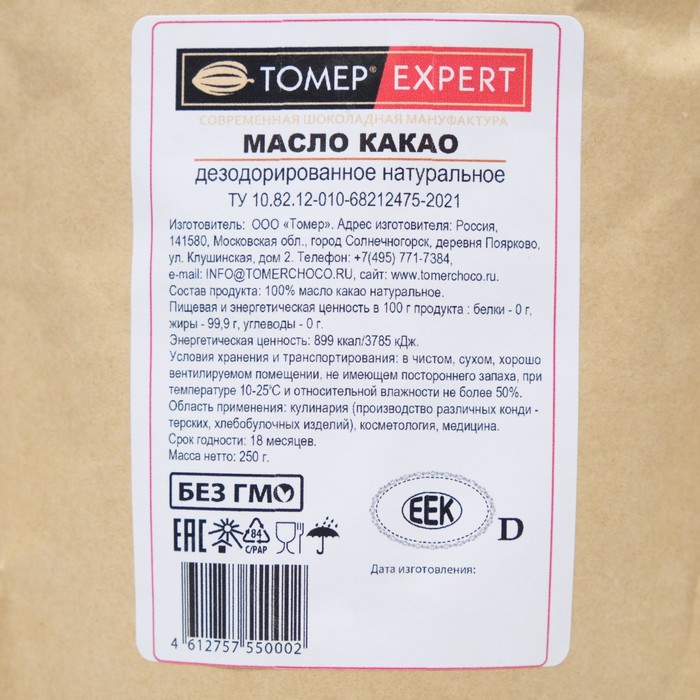 ТОМЕР® EXPERT
СОВРЕМЕННАЯ ШОКОЛАДНАЯ МАНУФАКТУРА
МАСЛО КАКАО
дезодорированное натуральное
ТУ 10.82.12-010-68212475-2021
Изготовитель: ООО «Томер». Адрес изготовителя: Россия,
141580, Московская обл., город Солнечногорск, деревня Поярково,
ул. Клушинская, дом 2. Телефон: +7(495) 771-7384,
e-mail: INFO@TOMERCHOCO.RU, сайт: www.tomerchoco.ru.
Состав продукта: 100% масло какао натуральное.
Пищевая и энергетическая ценность в 100 г продукта : белки - 0 г,
жиры - 99,9 г, углеводы - 0 г.
Энергетическая ценность: 899 ккал/3785 кДж.
Условия хранения и транспортирования: в чистом, сухом, хорошо
вентилируемом помещении, не имеющем постороннего запаха, при
температуре 10-25°С и относительной влажности не более 50%.
Область применения: кулинария (производство различных конди -
терских, хлебобулочных изделий), косметология, медицина.
Срок годности: 18 месяцев.
Масса нетто: 250 г.
БЕЗ ГМО
ЕАС 84
C/PAP
EEK D
Дата изготовления:
4 612757 550002